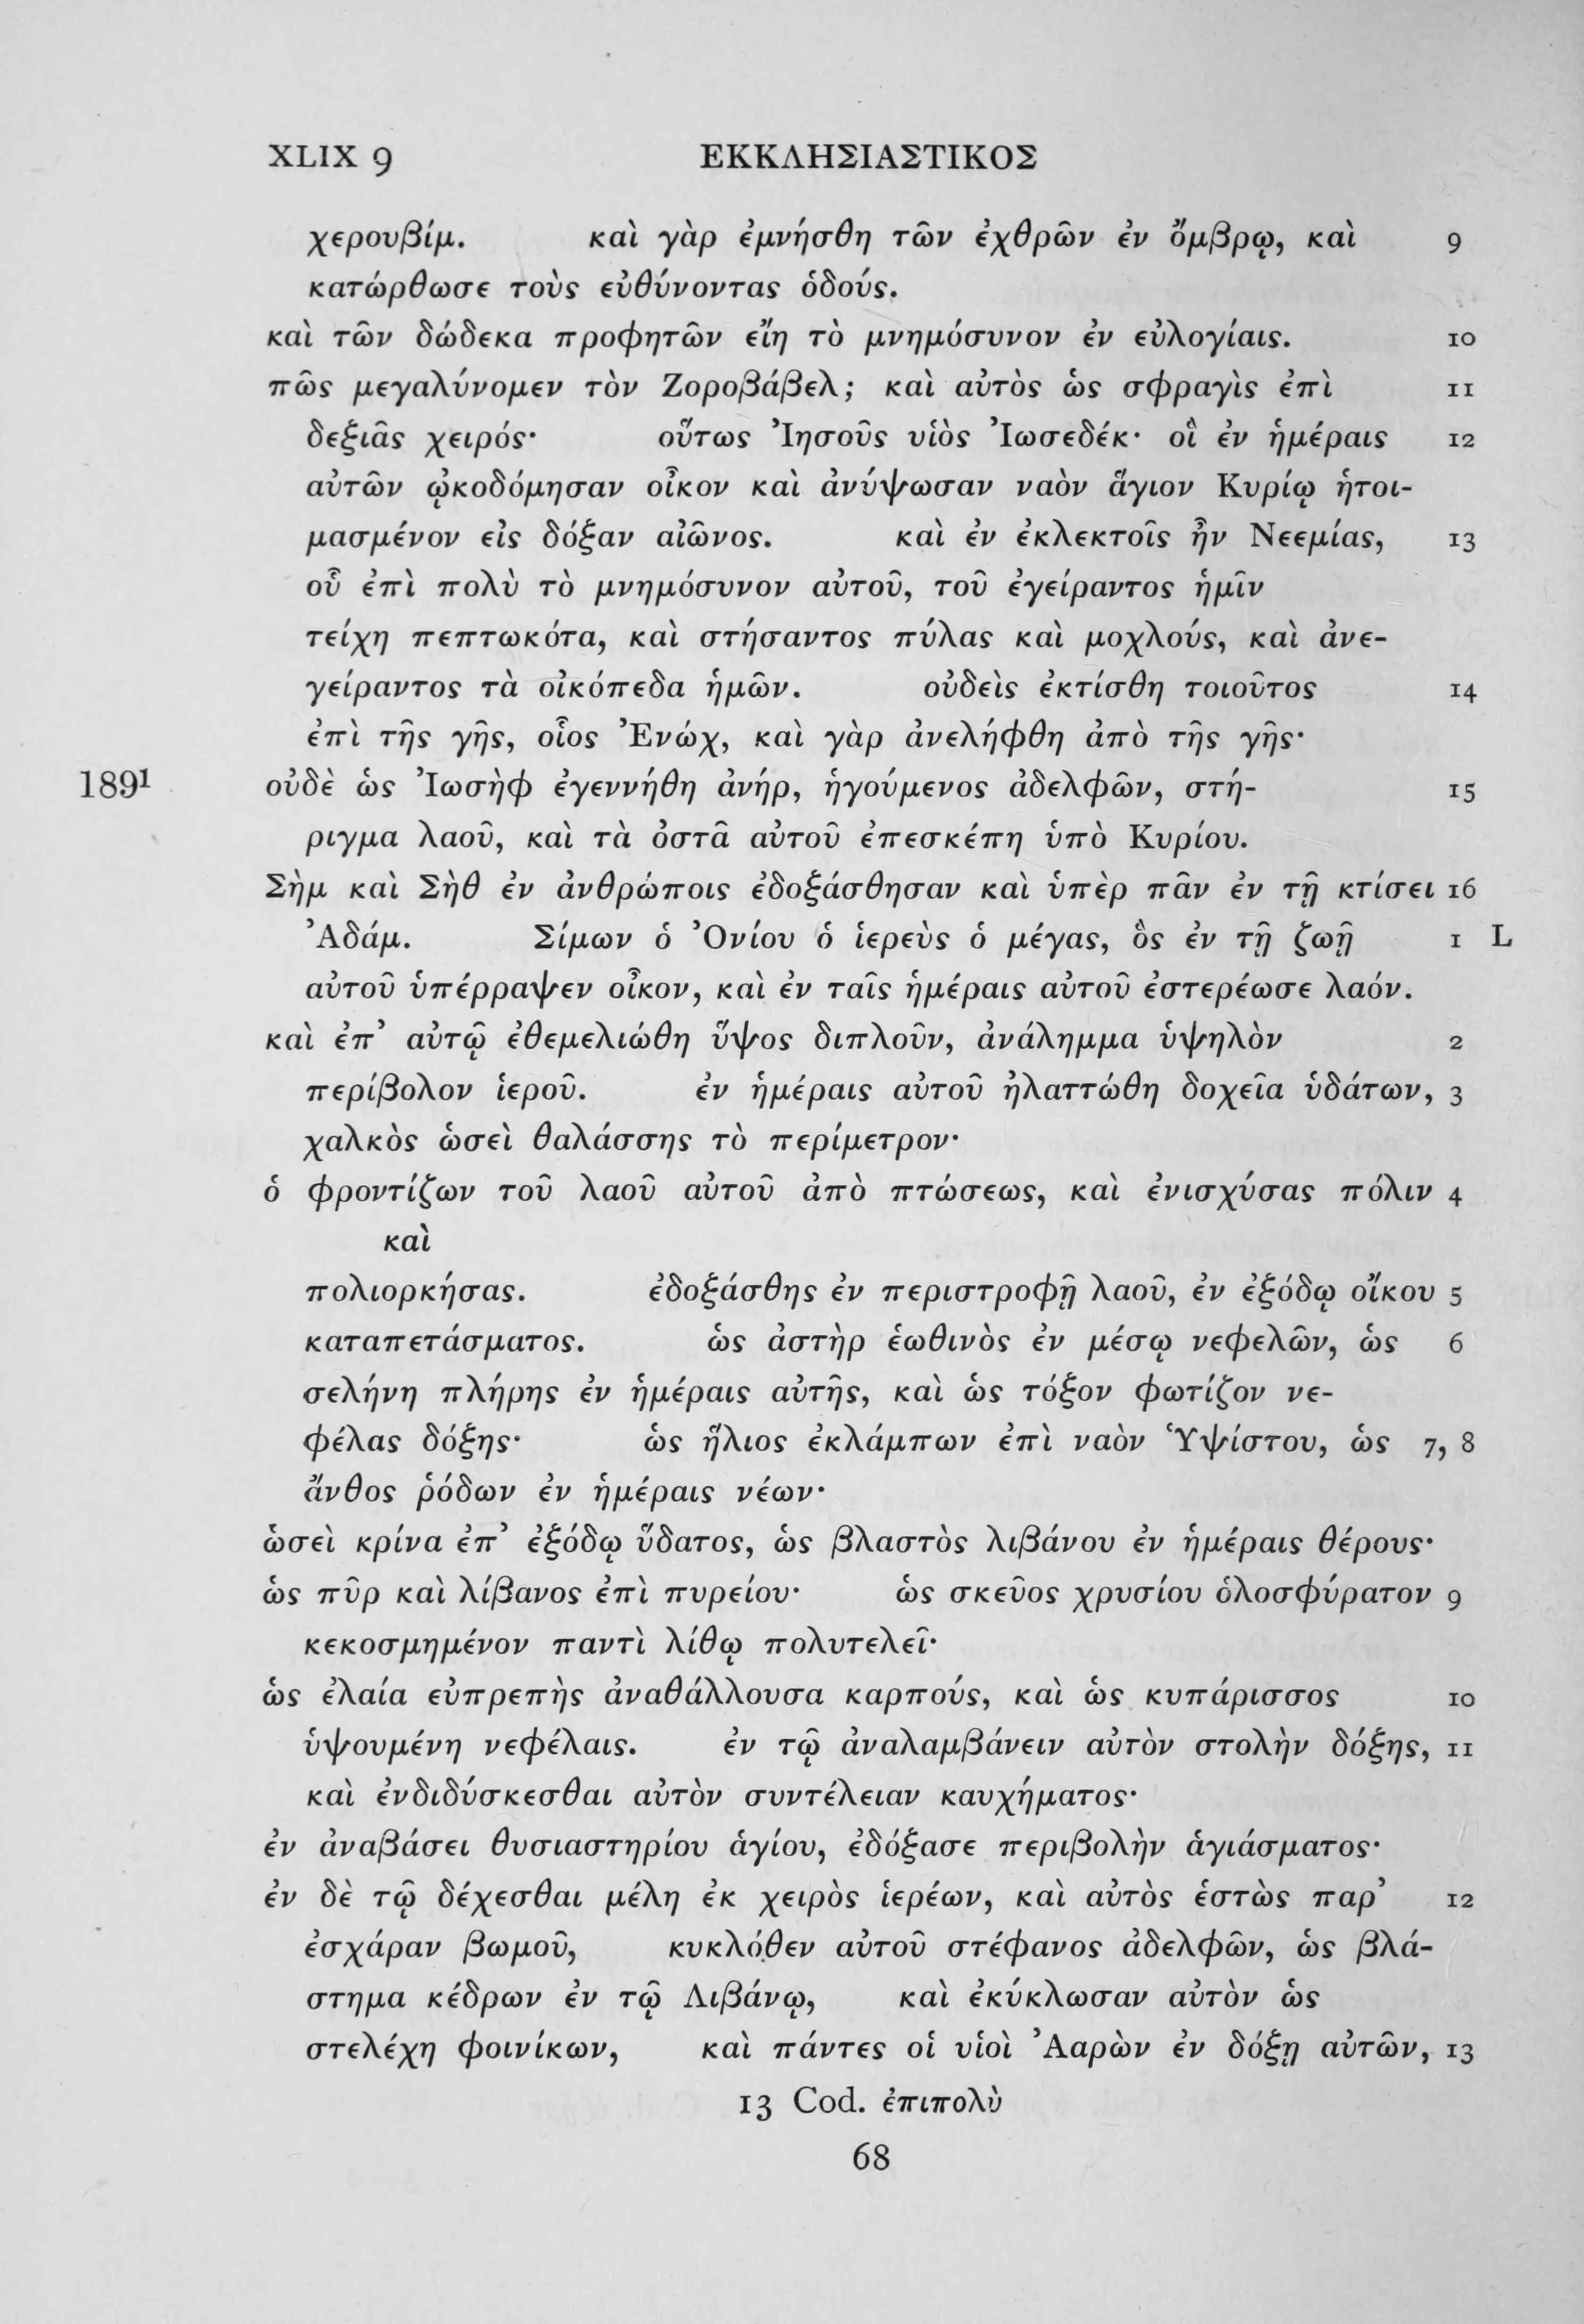 XLIX 9 ΕΚΚΛΗΣΙΑΣΤΙΚΟΣ
χερουβίμ. καὶ γὰρ ἐμνήσθη τῶν ἐχθρῶν ἐν ὄμβρῳ, καὶ 9
κατώρθωσε τοὺς εὐθύνοντας ὁδούς.
καὶ τῶν δώδεκα προφητῶν εἴη τὸ μνημόσυνον ἐν εὐλογίαις. 10
πῶς μεγαλύνομεν τὸν Ζοροβάβελ; καὶ αὐτὸς ὡς σφραγὶς ἐπὶ 11
δεξιᾶς χειρός· οὕτως Ἰησοῦς υἱὸς Ἰωσεδέκ· οἳ ἐν ἡμέραις 12
αὐτῶν ᾠκοδόμησαν οἶκον καὶ ἀνύψωσαν ναὸν ἅγιον Κυρίῳ ἡτοι-
μασμένον εἰς δόξαν αἰῶνος. καὶ ἐν ἐκλεκτοῖς ἦν Νεεμίας, 13
οὗ ἐπὶ πολὺ τὸ μνημόσυνον αὐτοῦ, τοῦ ἐγείραντος ἡμῖν
τείχη πεπτωκότα, καὶ στήσαντος πύλας καὶ μοχλούς, καὶ ἀνε-
γείραντος τὰ οἰκόπεδα ἡμῶν. οὐδεὶς ἐκτίσθη τοιοῦτος 14
ἐπὶ τῆς γῆς, οἷος Ἐνώχ, καὶ γὰρ ἀνελήφθη ἀπὸ τῆς γῆς·
189¹ οὐδὲ ὡς Ἰωσὴφ ἐγεννήθη ἀνήρ, ἡγούμενος ἀδελφῶν, στή- 15
ριγμα λαοῦ, καὶ τὰ ὀστᾶ αὐτοῦ ἐπεσκέπη ὑπὸ Κυρίου.
Σὴμ καὶ Σὴθ ἐν ἀνθρώποις ἐδοξάσθησαν καὶ ὑπὲρ πᾶν ἐν τῇ κτίσει 16
Ἀδάμ. Σίμων ὁ Ὀνίου ὁ ἱερεὺς ὁ μέγας, ὃς ἐν τῇ ζωῇ 1 L
αὐτοῦ ὑπέρραψεν οἶκον, καὶ ἐν ταῖς ἡμέραις αὐτοῦ ἐστερέωσε λαόν.
καὶ ἐπ’ αὐτῷ ἐθεμελιώθη ὕψος διπλοῦν, ἀνάλημμα ὑψηλὸν 2
περίβολον ἱεροῦ. ἐν ἡμέραις αὐτοῦ ἠλαττώθη δοχεῖα ὑδάτων, 3
χαλκὸς ὡσεὶ θαλάσσης τὸ περίμετρον·
ὁ φροντίζων τοῦ λαοῦ αὐτοῦ ἀπὸ πτώσεως, καὶ ἐνισχύσας πόλιν 4
καὶ
πολιορκήσας. ἐδοξάσθης ἐν περιστροφῇ λαοῦ, ἐν ἐξόδῳ οἴκου 5
καταπετάσματος. ὡς ἀστὴρ ἑωθινὸς ἐν μέσῳ νεφελῶν, ὡς 6
σελήνη πλήρης ἐν ἡμέραις αὐτῆς, καὶ ὡς τόξον φωτίζον νε-
φέλας δόξης· ὡς ἥλιος ἐκλάμπων ἐπὶ ναὸν Ὑψίστου, ὡς 7, 8
ἄνθος ῥόδων ἐν ἡμέραις νέων·
ὡσεὶ κρίνα ἐπ’ ἐξόδῳ ὕδατος, ὡς βλαστὸς λιβάνου ἐν ἡμέραις θέρους·
ὡς πῦρ καὶ λίβανος ἐπὶ πυρείου· ὡς σκεῦος χρυσίου ὁλοσφύρατον 9
κεκοσμημένον παντὶ λίθῳ πολυτελεῖ·
ὡς ἐλαία εὐπρεπὴς ἀναθάλλουσα καρπούς, καὶ ὡς κυπάρισσος 10
ὑψουμένη νεφέλαις. ἐν τῷ ἀναλαμβάνειν αὐτὸν στολὴν δόξης, 11
καὶ ἐνδιδύσκεσθαι αὐτὸν συντέλειαν καυχήματος·
ἐν ἀναβάσει θυσιαστηρίου ἁγίου, ἐδόξασε περιβολὴν ἁγιάσματος·
ἐν δὲ τῷ δέχεσθαι μέλη ἐκ χειρὸς ἱερέων, καὶ αὐτὸς ἑστὼς παρ’ 12
ἐσχάραν βωμοῦ, κυκλόθεν αὐτοῦ στέφανος ἀδελφῶν, ὡς βλά-
στημα κέδρων ἐν τῷ Λιβάνῳ, καὶ ἐκύκλωσαν αὐτὸν ὡς
στελέχη φοινίκων, καὶ πάντες οἱ υἱοὶ Ἀαρὼν ἐν δόξῃ αὐτῶν, 13
13 Cod. ἐπιπολὺ
68